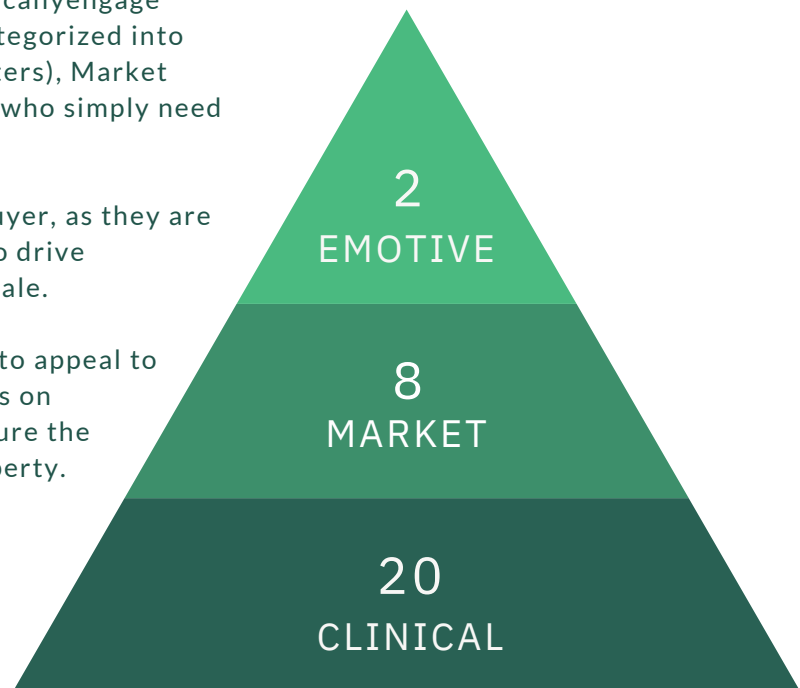 canyengage
tegorized into
ters), Market
who simply need
uyer, as they are
o drive
ale.
to appeal to
s on
ure the
perty.
2
EMOTIVE
8
MARKET
20
CLINICAL